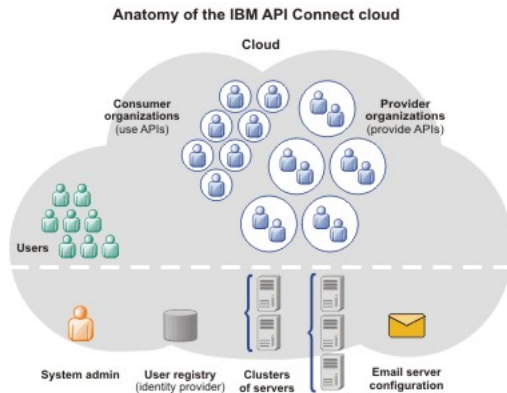 Anatomy of the IBM API Connect cloud
Cloud
Consumer
organizations
(use APIs)
Provider
organizations
(provide APIs)
Users
System admin
User registry
(identity provider)
Clusters
of servers
Email server
configuration